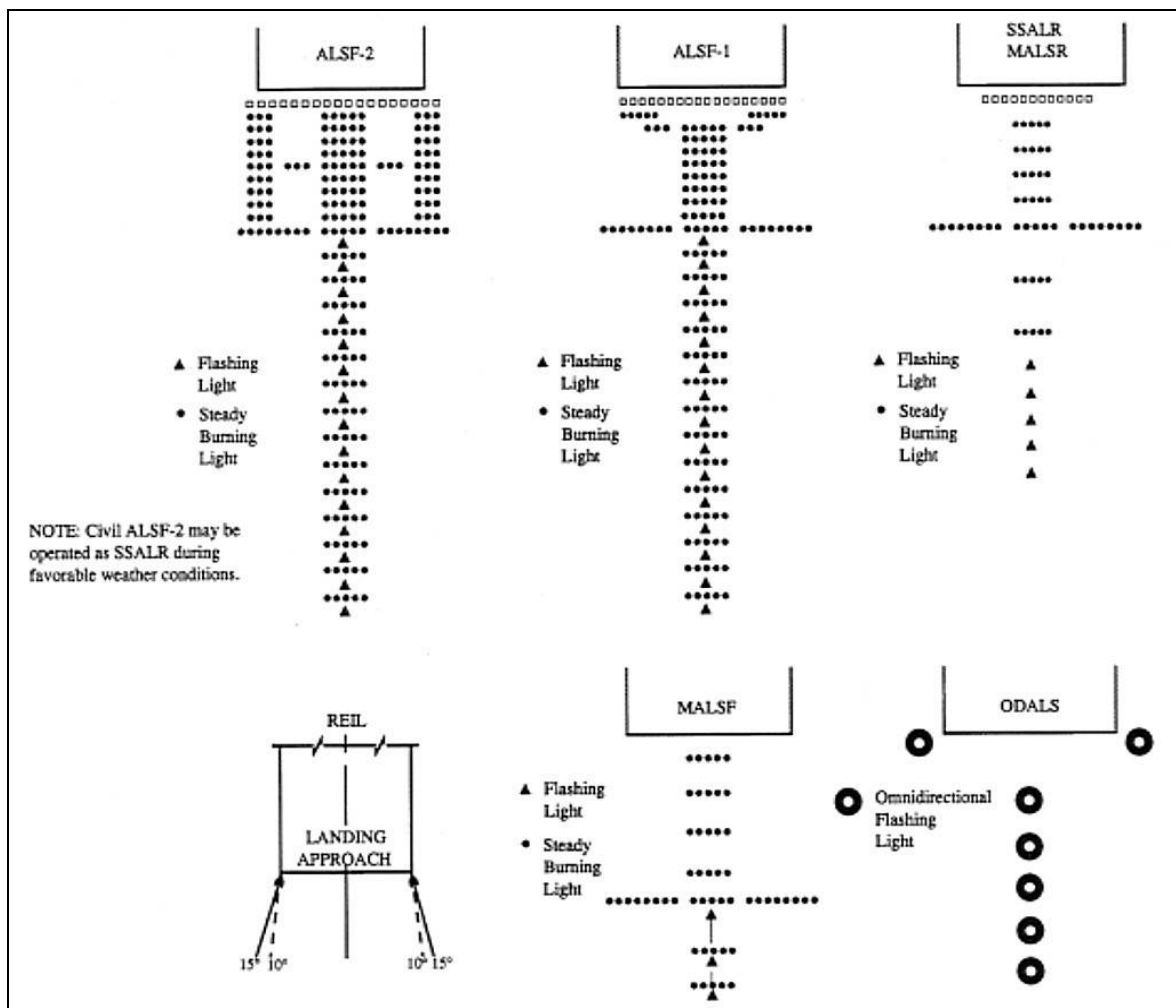 ALSF-2
ALSF-1
SSALR
MALSR
Flashing
Light
Steady
Burning
Light
Flashing
Light
Steady
Burning
Light
Flashing
Light
Steady
Burning
Light
NOTE: Civil ALSF-2 may be
operated as SSALR during
favorable weather conditions.
REIL
LANDING
APPROACH
15° 10°
10° 15°
MALSF
Flashing
Light
Steady
Burning
Light
ODALS
Omnidirectional
Flashing
Light